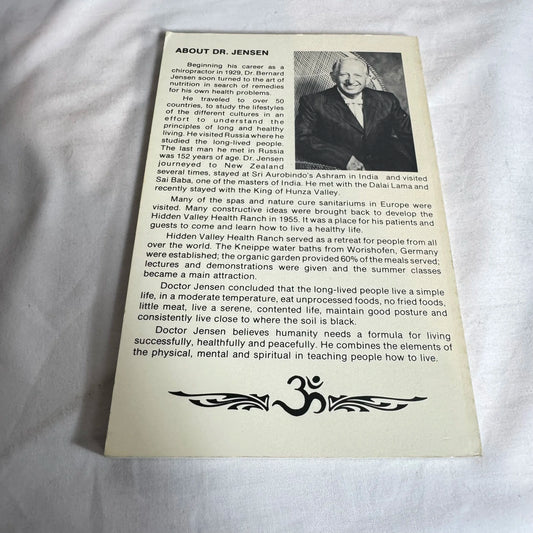 ABOUT DR. JENSEN
Beginning his career as a
chiropractor in 1929, Dr. Bernard
Jensen soon turned to the art of
nutrition in search of remedies
for his own health problems.
He traveled to over 50
countries, to study the lifestyles
of the different cultures in an
effort to understand the
principles of long and healthy
living. He visited Russia where he
studied the long-lived people.
The last man he met in Russia
was 152 years of age. Dr. Jensen
journeyed to New Zealand
several times, stayed at Sri Aurobindo's Ashram in India and visited
Sai Baba, one of the masters of India. He met with the Dalai Lama and
recently stayed with the King of Hunza Valley.
Many of the spas and nature cure sanitariums in Europe were
visited. Many constructive ideas were brought back to develop the
Hidden Valley Health Ranch in 1955. It was a place for his patients and
guests to come and learn how to live a healthy life.
Hidden Valley Health Ranch served as a retreat for people from all
over the world. The Kneippe water baths from Worishofen, Germany
were established; the organic garden provided 60% of the meals served;
lectures and demonstrations were given and the summer classes
became a main attraction.
Doctor Jensen concluded that the long-lived people live a simple
life, in a moderate temperature, eat unprocessed foods, no fried foods,
little meat, live a serene, contented life, maintain good posture and
consistently live close to where the soil is black.
Doctor Jensen believes humanity needs a formula for living
successfully, healthfully and peacefully. He combines the elements of
the physical, mental and spiritual in teaching people how to live.
ॐ